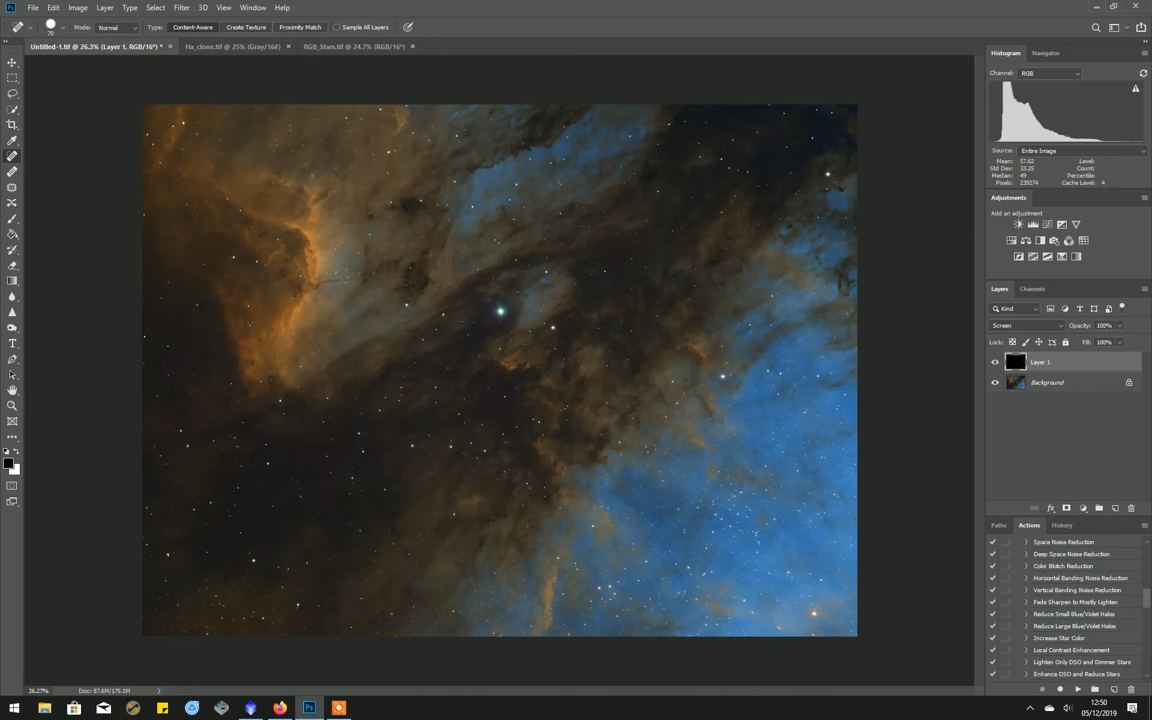 Ps File Edit Image Layer Type Select Filter 3D View Window Help
70 Mode: Normal Type: Content-Aware Create Texture Proximity Match Sample All Layers
Untitled-1.tif @ 26.3% (Layer 1, RGB/16*) * × Ha_clone.tif @ 25% (Gray/16#) × RGB_Stars.tif @ 24.7% (RGB/16*) ×
Histogram Navigator
Channel: RGB
Source: Entire Image
Mean: 57.62 Level:
Std Dev: 33.25 Count:
Median: 49 Percentile:
Pixels: 239274 Cache Level: 4
Adjustments
Add an adjustment
Layers Channels
Kind
Screen Opacity: 100%
Lock: Fill: 100%
Layer 1
Background
fx
Paths Actions History
Space Noise Reduction
Deep Space Noise Reduction
Color Blotch Reduction
Horizontal Banding Noise Reduction
Vertical Banding Noise Reduction
Fade Sharpen to Mostly Lighten
Reduce Small Blue/Violet Halos
Reduce Large Blue/Violet Halos
Increase Star Color
Local Contrast Enhancement
Lighten Only DSO and Dimmer Stars
Enhance DSO and Reduce Stars
26.27% Doc: 87.6M/175.1M
Ps
12:50
05/12/2019